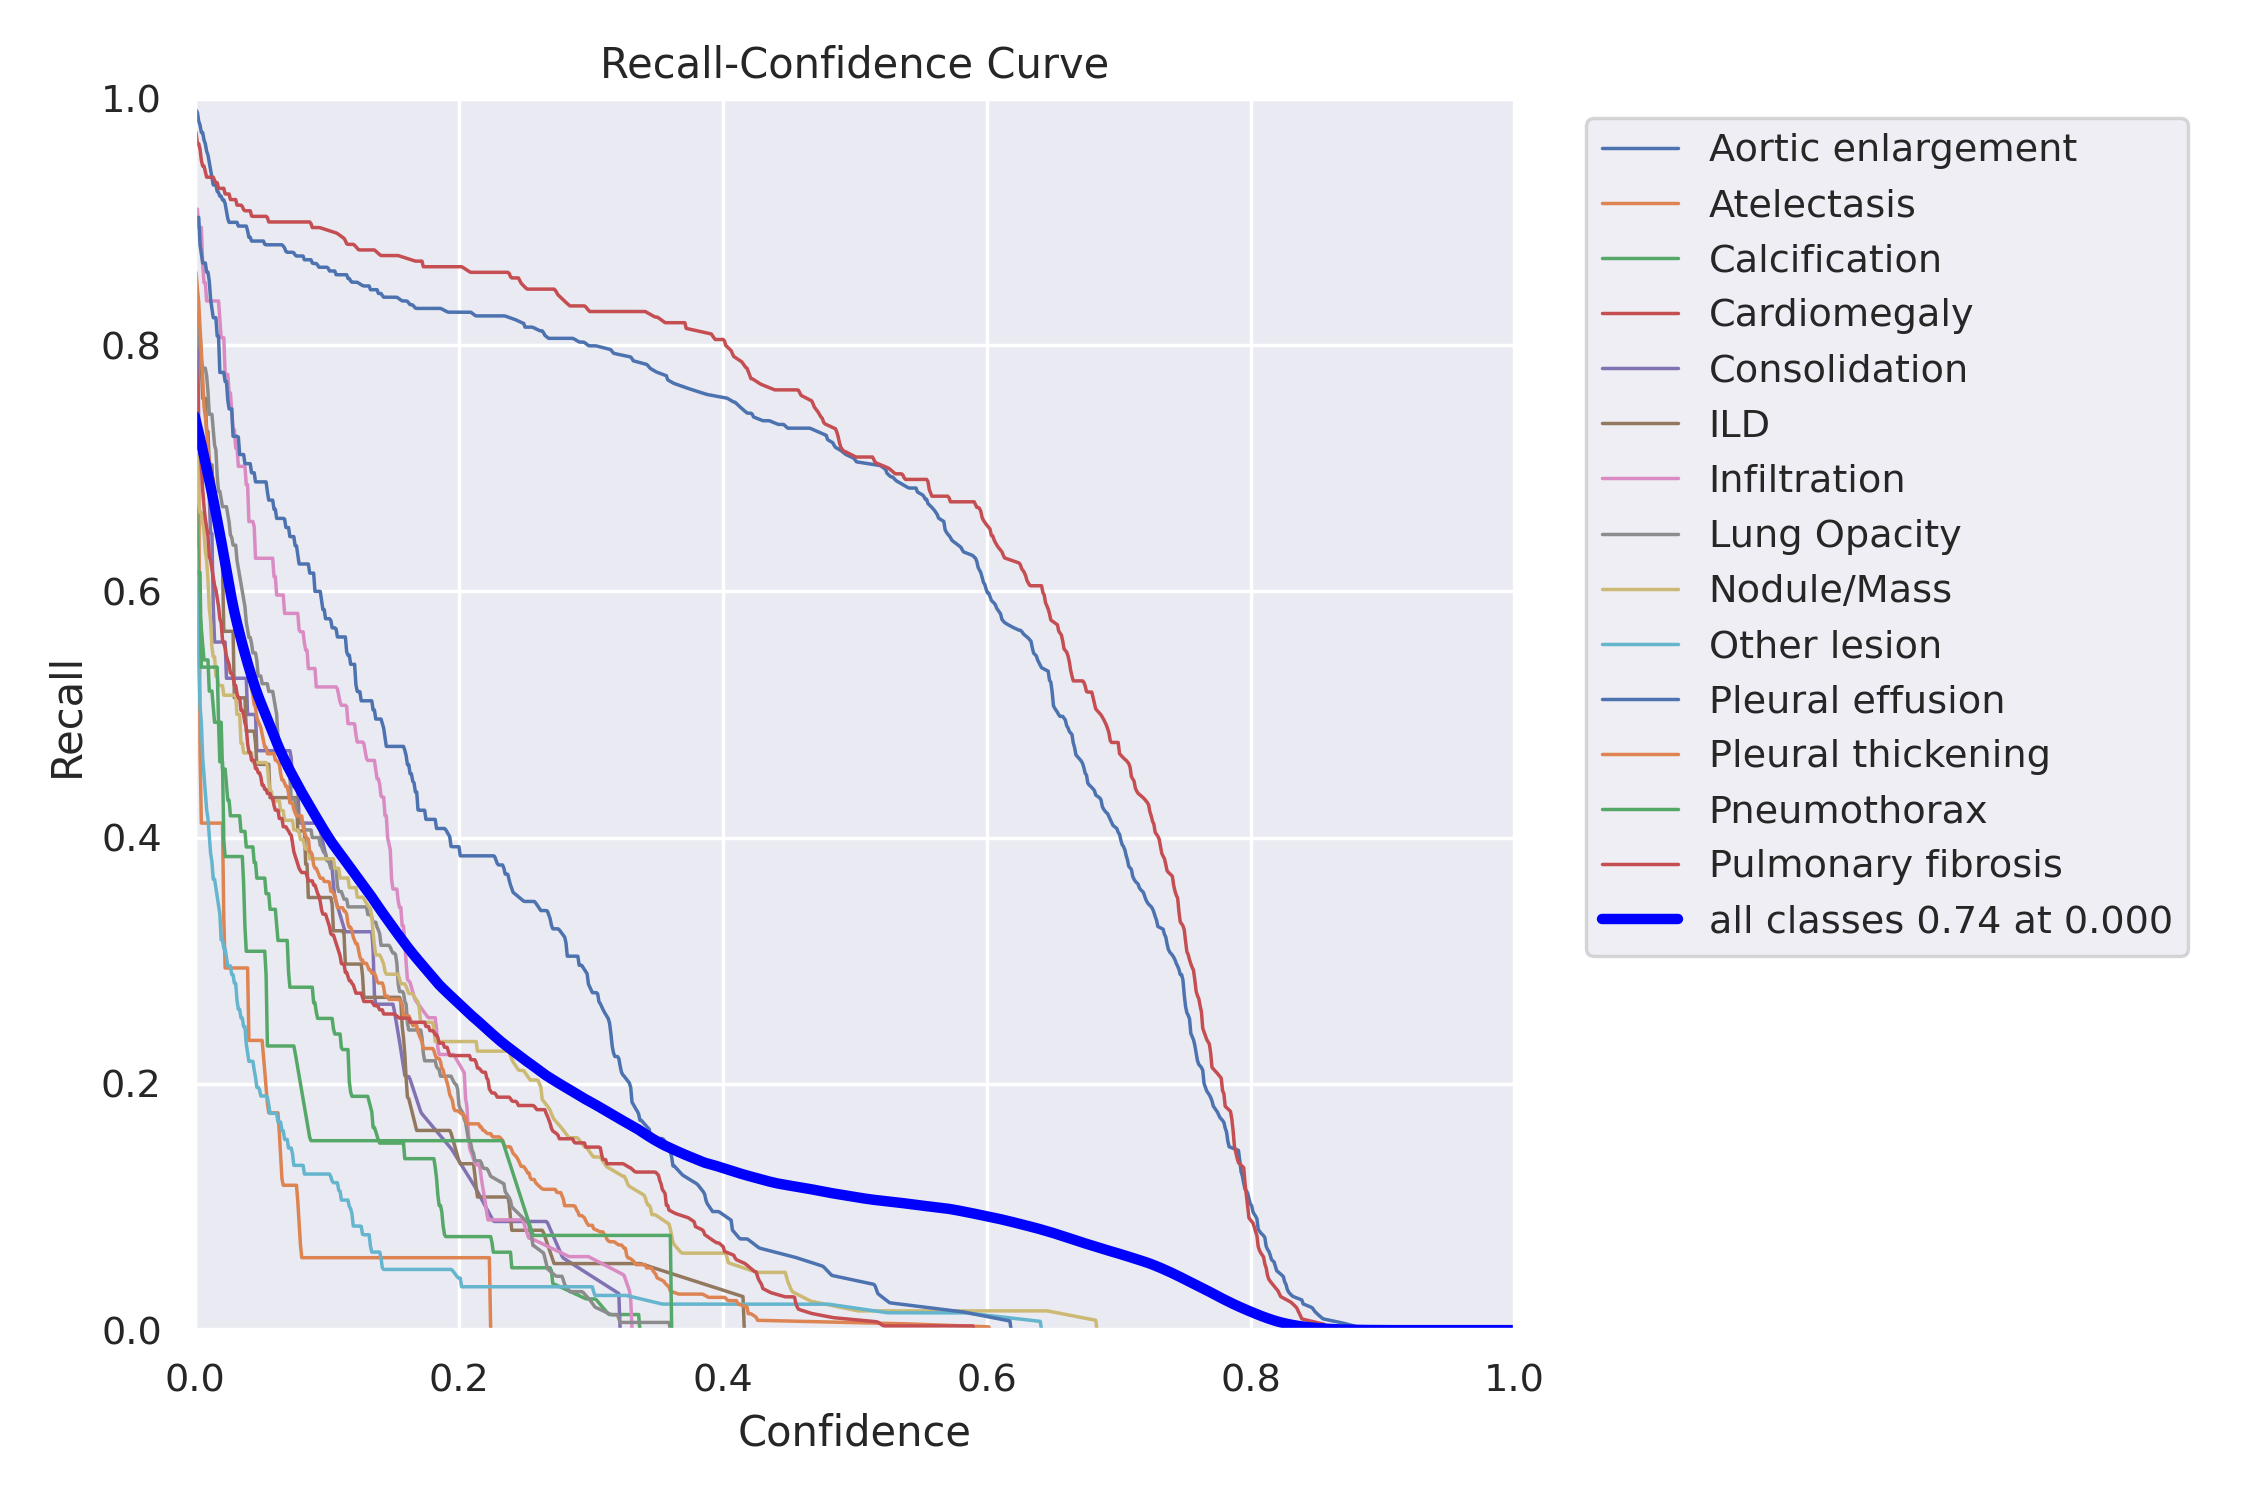 Recall-Confidence Curve
1.0
0.8
0.6
0.4
0.2
0.0
Recall
0.0 0.2 0.4 0.6 0.8 1.0
Confidence
Aortic enlargement
Atelectasis
Calcification
Cardiomegaly
Consolidation
ILD
Infiltration
Lung Opacity
Nodule/Mass
Other lesion
Pleural effusion
Pleural thickening
Pneumothorax
Pulmonary fibrosis
all classes 0.74 at 0.000